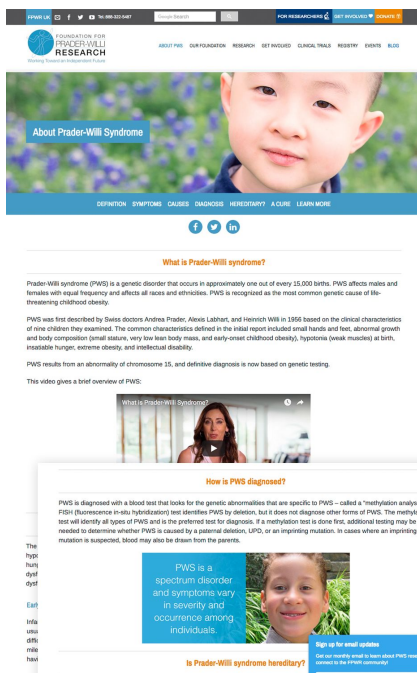 FPWR UK
Tel: 888-322-5487
Google Search
FOR RESEARCHERS
GET INVOLVED
DONATE
FOUNDATION FOR
PRADER-WILLI
RESEARCH
Working Toward an Independent Future
ABOUT PWS OUR FOUNDATION RESEARCH GET INVOLVED CLINICAL TRIALS REGISTRY EVENTS BLOG
About Prader-Willi Syndrome
DEFINITION SYMPTOMS CAUSES DIAGNOSIS HEREDITARY? A CURE LEARN MORE
What is Prader-Willi syndrome?
Prader-Willi syndrome (PWS) is a genetic disorder that occurs in approximately one out of every 15,000 births. PWS affects males and
females with equal frequency and affects all races and ethnicities. PWS is recognized as the most common genetic cause of life-
threatening childhood obesity.
PWS was first described by Swiss doctors Andrea Prader, Alexis Labhart, and Heinrich Willi in 1956 based on the clinical characteristics
of nine children they examined. The common characteristics defined in the initial report included small hands and feet, abnormal growth
and body composition (small stature, very low lean body mass, and early-onset childhood obesity), hypotonia (weak muscles) at birth,
insatiable hunger, extreme obesity, and intellectual disability.
PWS results from an abnormality of chromosome 15, and definitive diagnosis is now based on genetic testing.
This video gives a brief overview of PWS:
What is Prader-Willi Syndrome?
How is PWS diagnosed?
PWS is diagnosed with a blood test that looks for the genetic abnormalities that are specific to PWS – called a "methylation analys
FISH (fluorescence in-situ hybridization) test identifies PWS by deletion, but it does not diagnose other forms of PWS. The methyla
test will identify all types of PWS and is the preferred test for diagnosis. If a methylation test is done first, additional testing may be
needed to determine whether PWS is caused by a paternal deletion, UPD, or an imprinting mutation. In cases where an imprinting
mutation is suspected, blood may also be drawn from the parents.
The
hypo
hung
dysf
dysf
PWS is a
spectrum disorder
and symptoms vary
in severity and
occurrence among
individuals.
Early
Infa
usua
diffic
mile
havi
Is Prader-Willi syndrome hereditary?
Sign up for email updates
Get our monthly email to learn about PWS rese
connect to the FPWR community!